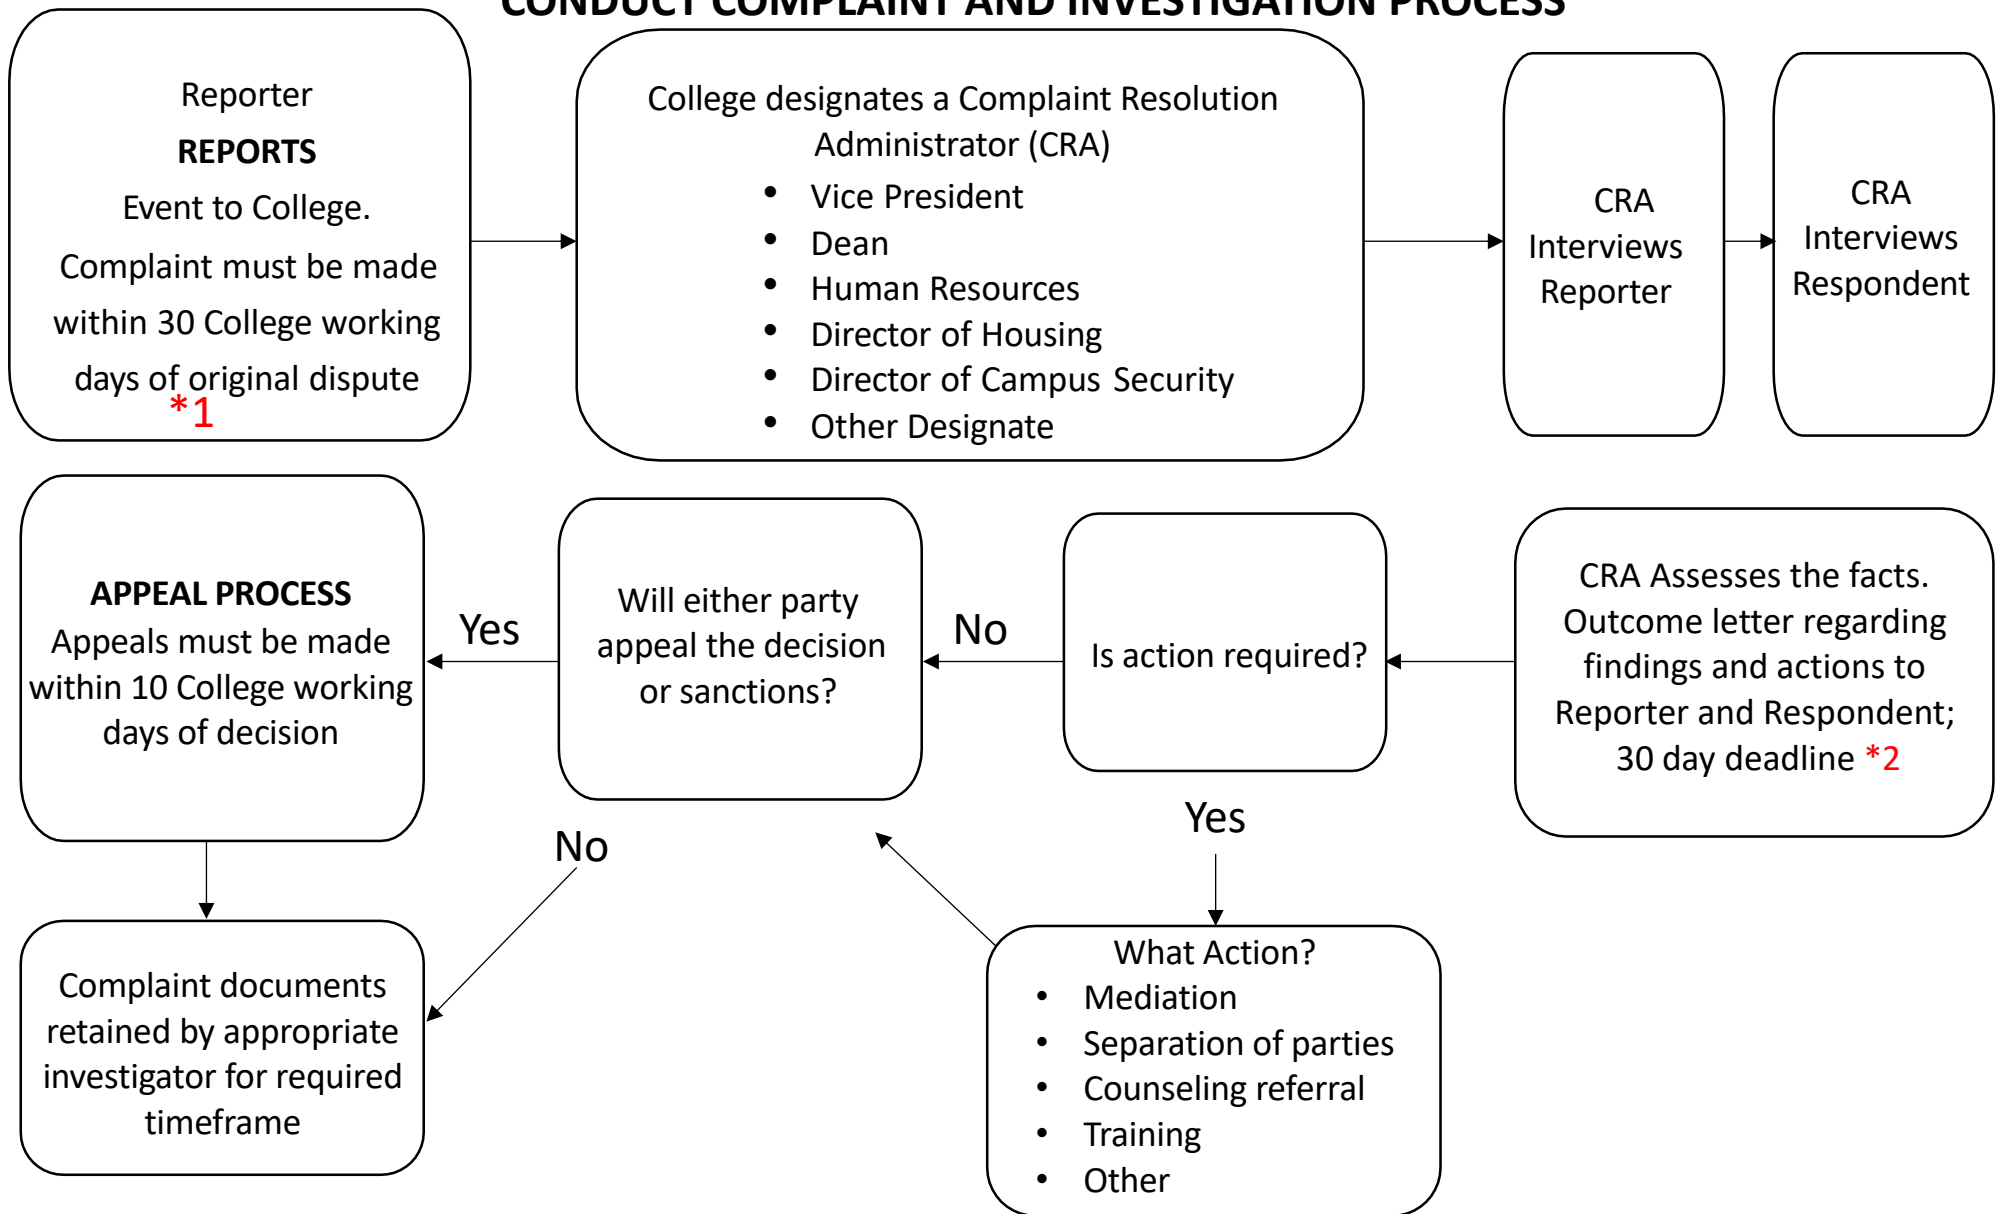 CONDUCT COMPLAINT AND INVESTIGATION PROCESS
Reporter
REPORTS
Event to College.
Complaint must be made
within 30 College working
days of original dispute
*1
College designates a Complaint Resolution
Administrator (CRA)
• Vice President
• Dean
• Human Resources
• Director of Housing
• Director of Campus Security
• Other Designate
CRA
Interviews
Reporter
CRA
Interviews
Respondent
CRA Assesses the facts.
Outcome letter regarding
findings and actions to
Reporter and Respondent;
30 day deadline *2
Is action required?
No
Yes
What Action?
• Mediation
• Separation of parties
• Counseling referral
• Training
• Other
Will either party
appeal the decision
or sanctions?
Yes
No
APPEAL PROCESS
Appeals must be made
within 10 College working
days of decision
Complaint documents
retained by appropriate
investigator for required
timeframe